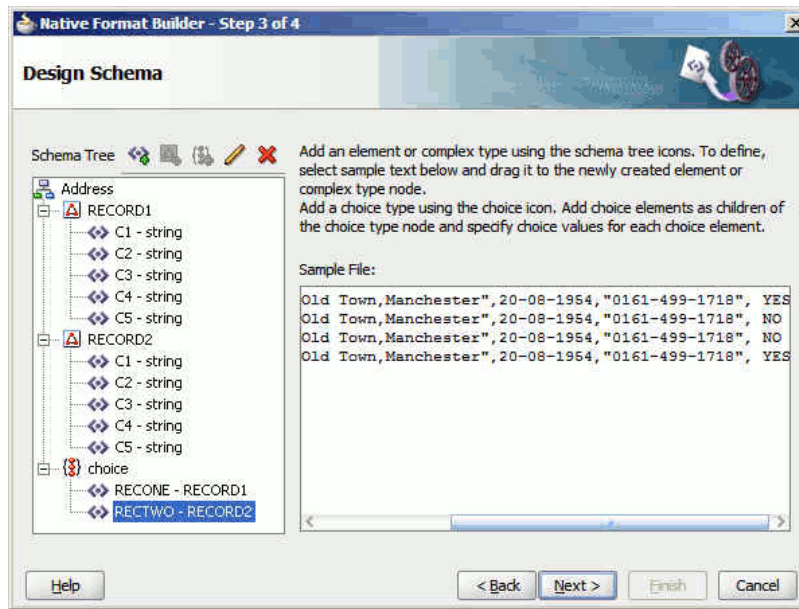 Native Format Builder - Step 3 of 4
Design Schema
Schema Tree
Address
RECORD1
C1 - string
C2 - string
C3 - string
C4 - string
C5 - string
RECORD2
C1 - string
C2 - string
C3 - string
C4 - string
C5 - string
choice
RECONE - RECORD1
RECTWO - RECORD2
Add an element or complex type using the schema tree icons. To define,
select sample text below and drag it to the newly created element or
complex type node.
Add a choice type using the choice icon. Add choice elements as children of
the choice type node and specify choice values for each choice element.
Sample File:
Old Town,Manchester",20-08-1954,"0161-499-1718", YES
Old Town,Manchester",20-08-1954,"0161-499-1718", NO
Old Town,Manchester",20-08-1954,"0161-499-1718", NO
Old Town,Manchester",20-08-1954,"0161-499-1718", YES
Help
< Back
Next >
Finish
Cancel